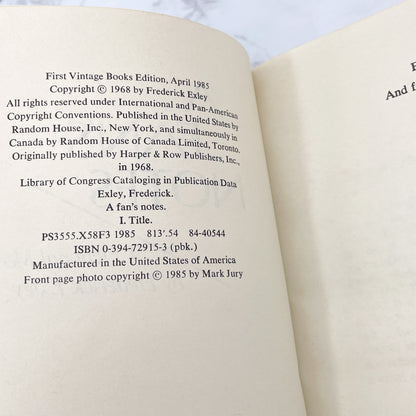 First Vintage Books Edition, April 1985
Copyright © 1968 by Frederick Exley
All rights reserved under International and Pan-American
Copyright Conventions. Published in the United States by
Random House, Inc., New York, and simultaneously in
Canada by Random House of Canada Limited, Toronto.
Originally published by Harper & Row Publishers, Inc.,
in 1968.
Library of Congress Cataloging in Publication Data
Exley, Frederick.
A fan's notes.
I. Title.
PS3555.X58F3 1985 813'.54 84-40544
ISBN 0-394-72915-3 (pbk.)
Manufactured in the United States of America
Front page photo copyright © 1985 by Mark Jury
And f